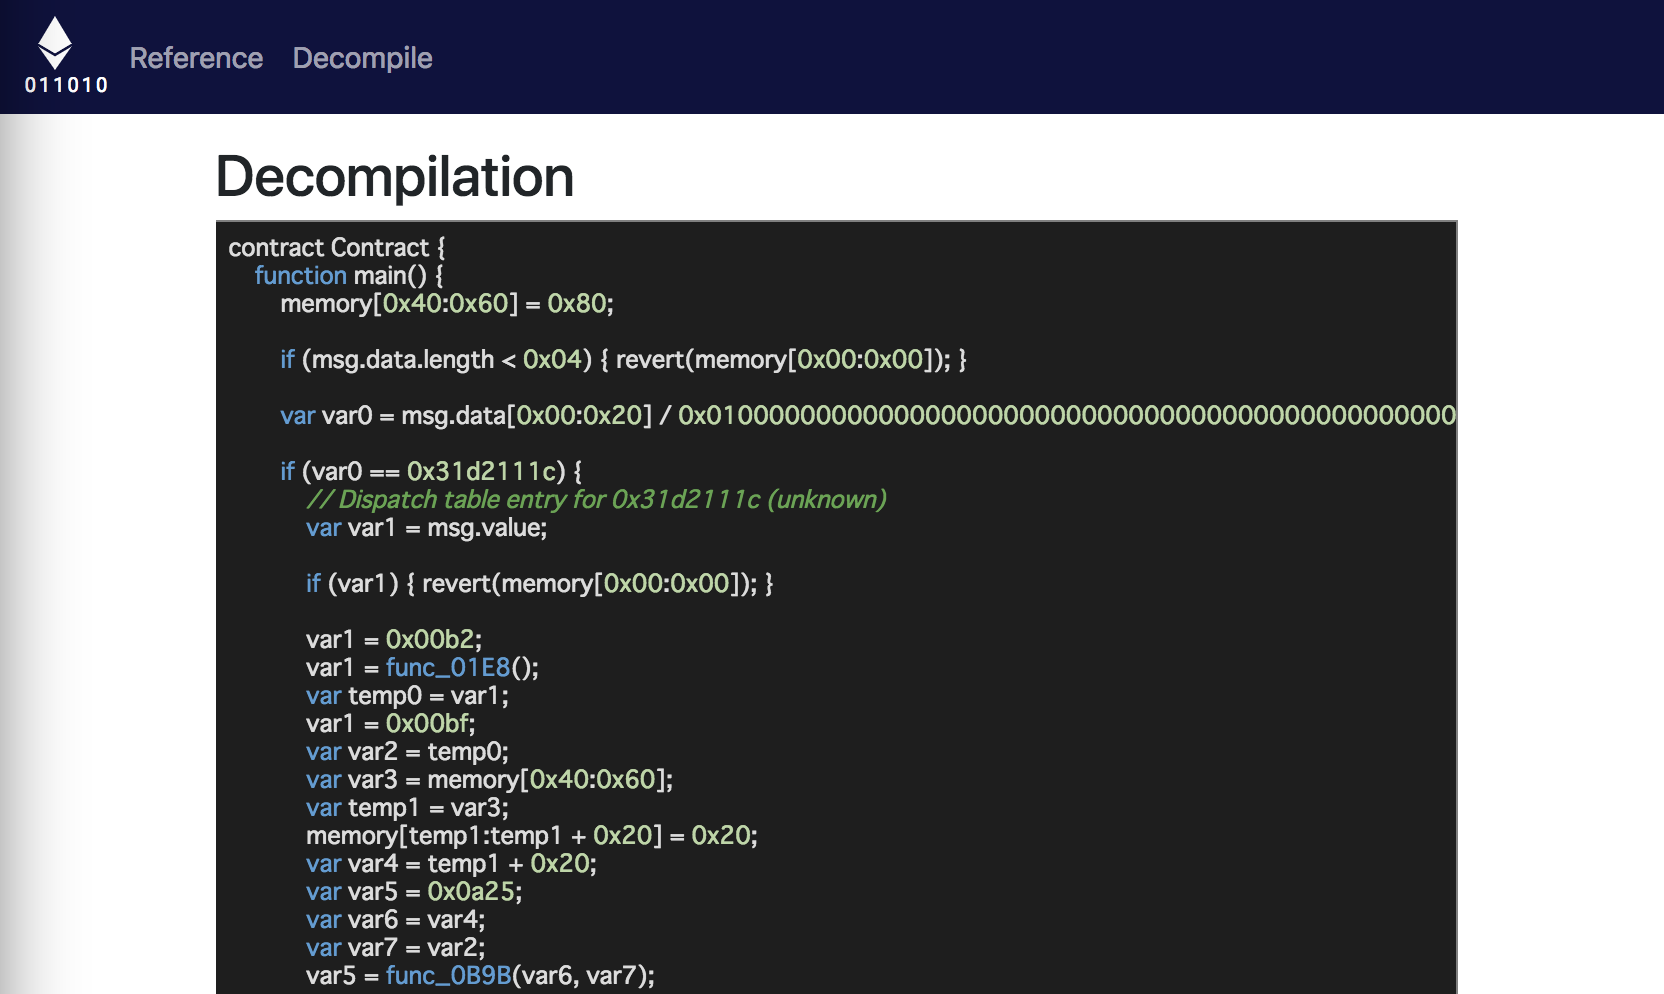 011010
Reference Decompile
Decompilation
contract Contract {
function main() {
memory[0x40:0x60] = 0x80;
if (msg.data.length < 0x04) { revert(memory[0x00:0x00]); }
var var0 = msg.data[0x00:0x20] / 0x01000000000000000000000000000000000000000000000000
if (var0 == 0x31d2111c) {
// Dispatch table entry for 0x31d2111c (unknown)
var var1 = msg.value;
if (var1) { revert(memory[0x00:0x00]); }
var1 = 0x00b2;
var1 = func_01E8();
var temp0 = var1;
var1 = 0x00bf;
var var2 = temp0;
var var3 = memory[0x40:0x60];
var temp1 = var3;
memory[temp1:temp1 + 0x20] = 0x20;
var var4 = temp1 + 0x20;
var var5 = 0x0a25;
var var6 = var4;
var var7 = var2;
var5 = func_0B9B(var6, var7);